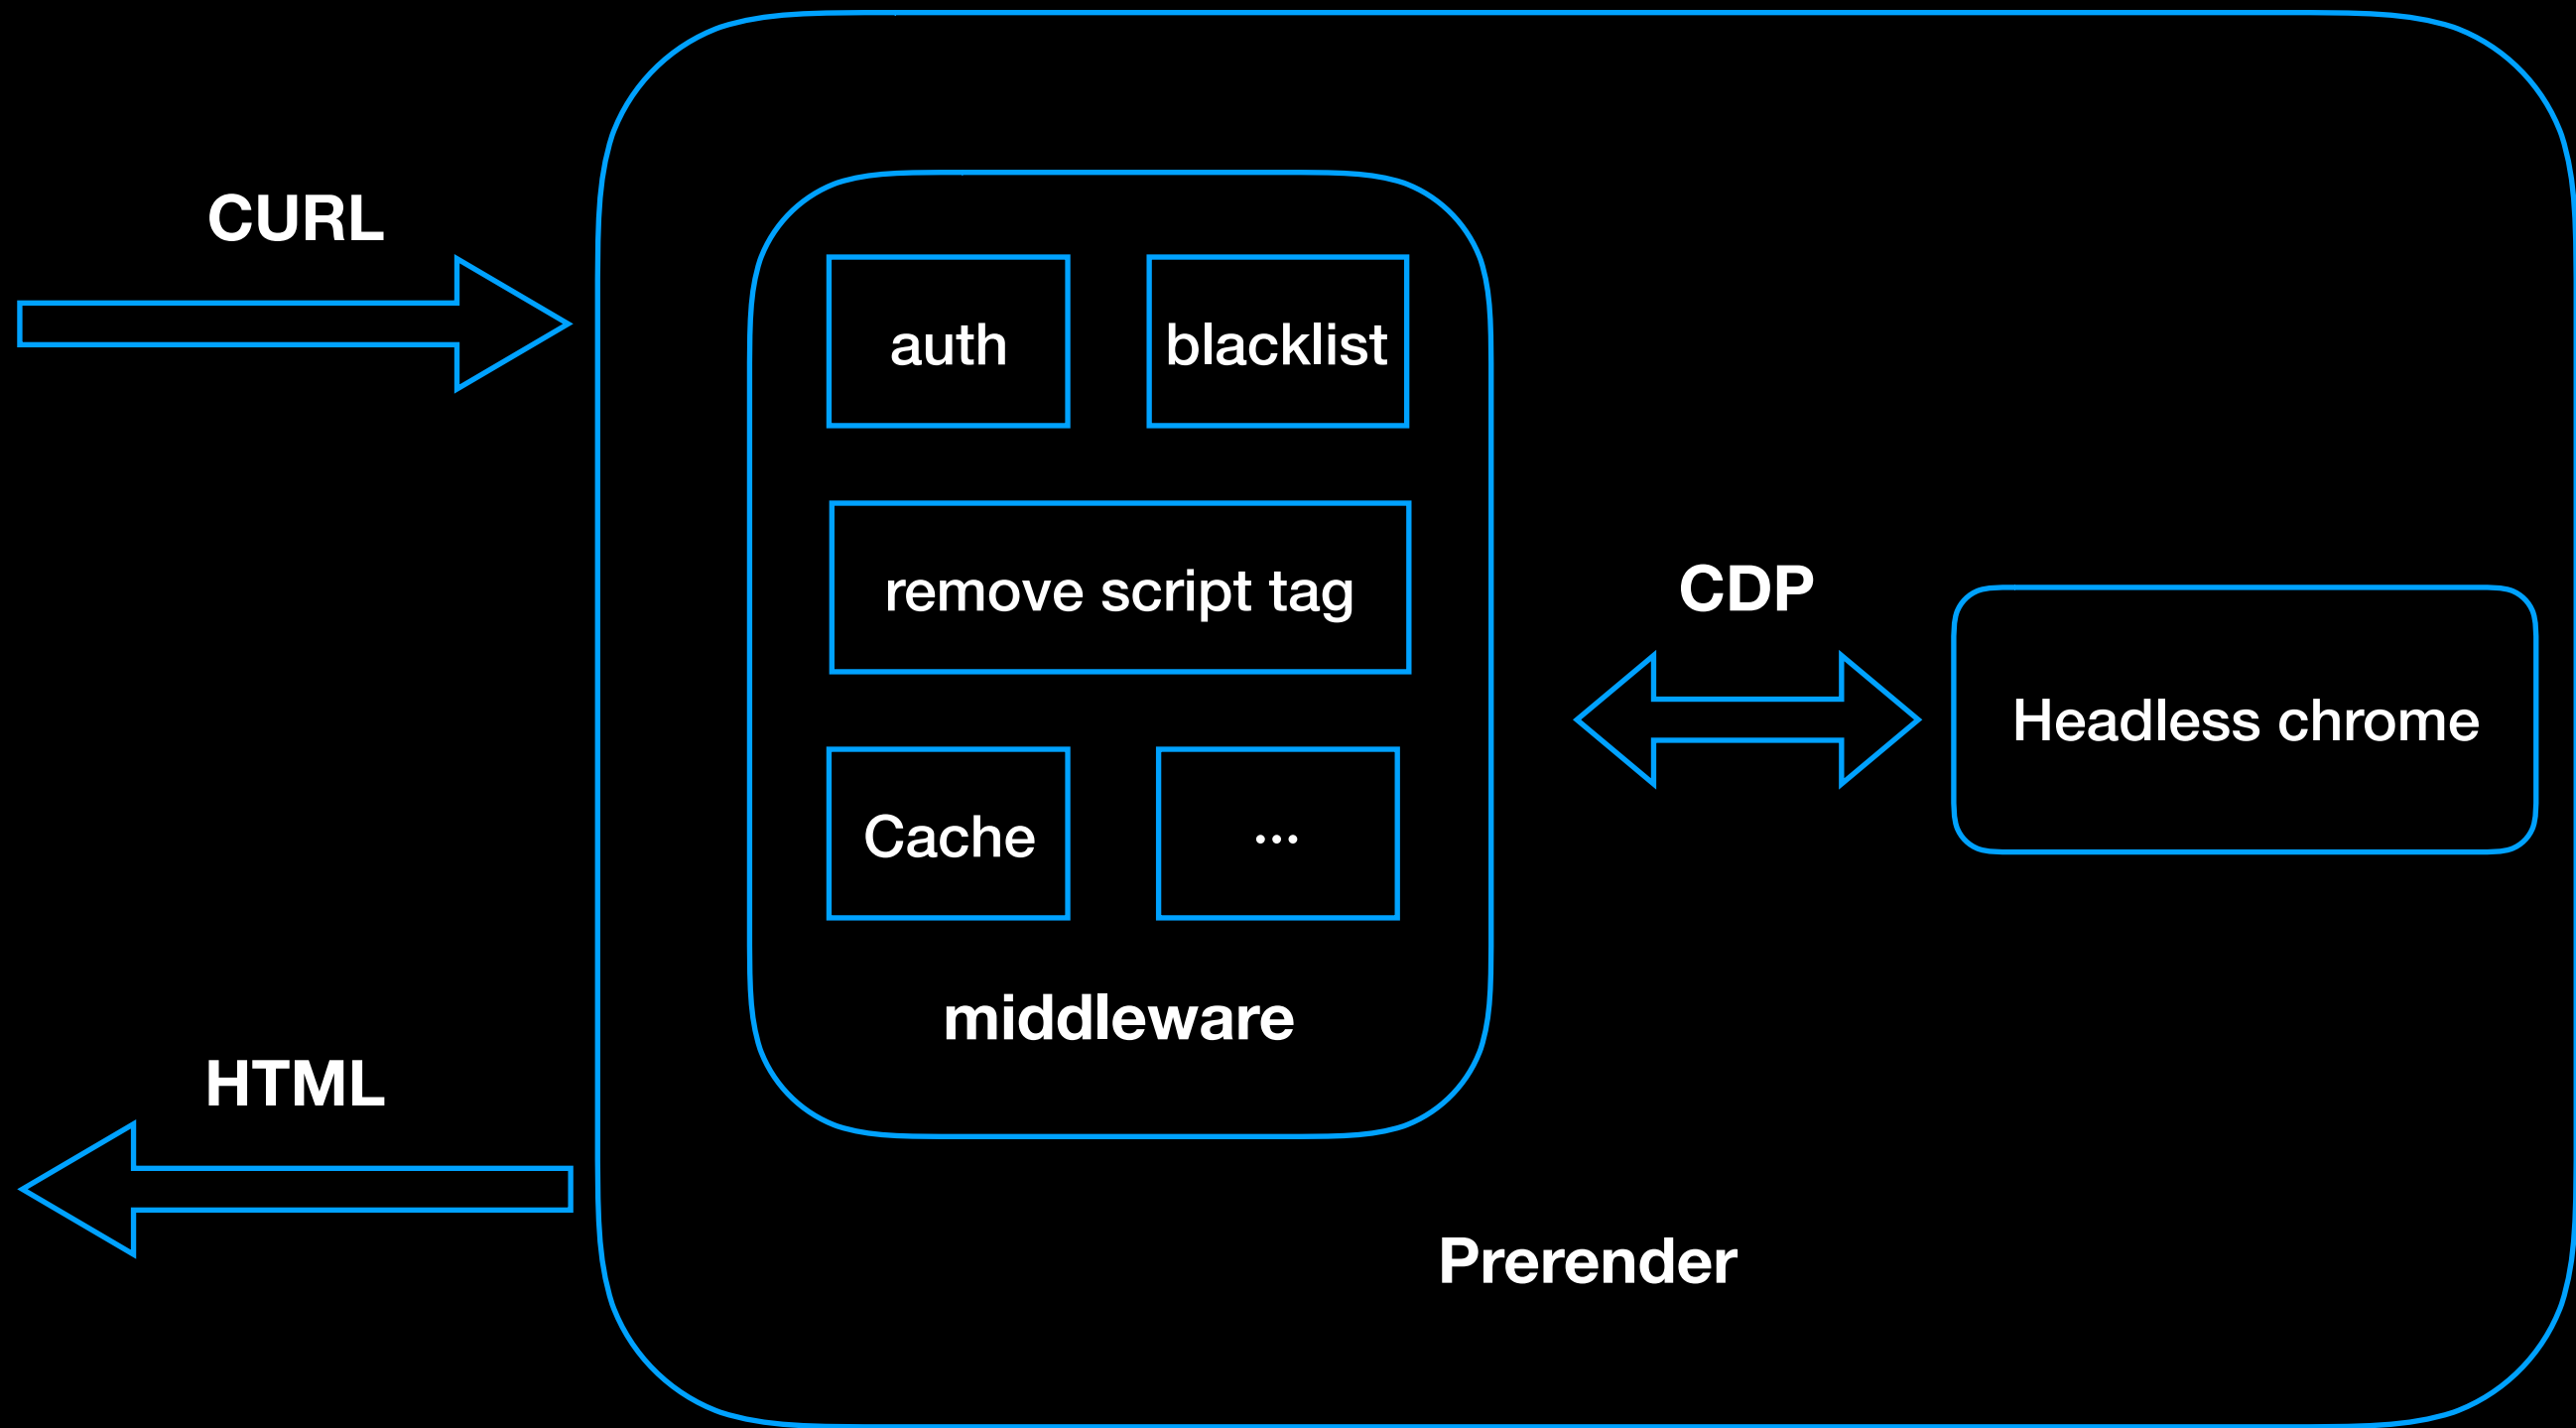 CURL
auth
blacklist
remove script tag
CDP
Headless chrome
Cache
...
middleware
HTML
Prerender